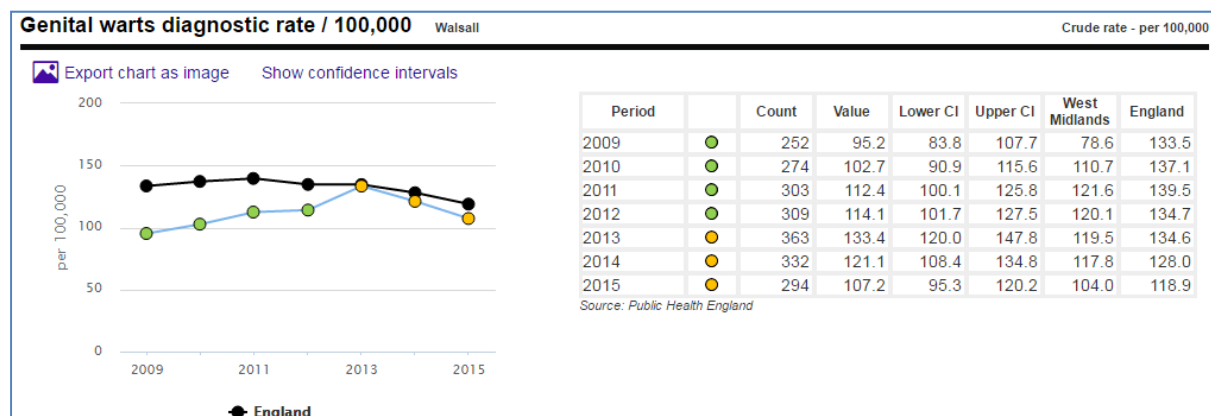 Genital warts diagnostic rate / 100,000 Walsall Crude rate - per 100,000
Export chart as image Show confidence intervals
200
150
100
50
0
per 100,000
2009 2011 2013 2015
England
Period Count Value Lower CI Upper CI West Midlands England
2009 252 95.2 83.8 107.7 78.6 133.5
2010 274 102.7 90.9 115.6 110.7 137.1
2011 303 112.4 100.1 125.8 121.6 139.5
2012 309 114.1 101.7 127.5 120.1 134.7
2013 363 133.4 120.0 147.8 119.5 134.6
2014 332 121.1 108.4 134.8 117.8 128.0
2015 294 107.2 95.3 120.2 104.0 118.9
Source: Public Health England